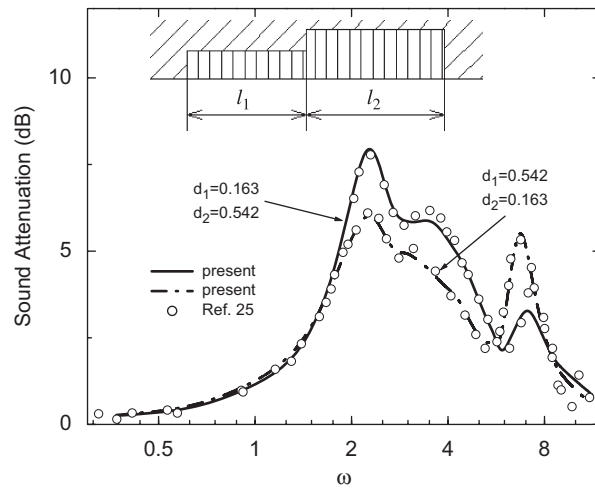 10
5
0
Sound Attenuation (dB)
l1
l2
d1=0.163
d2=0.542
d1=0.542
d2=0.163
present
present
Ref. 25
0.5 1 2 4 8
ω